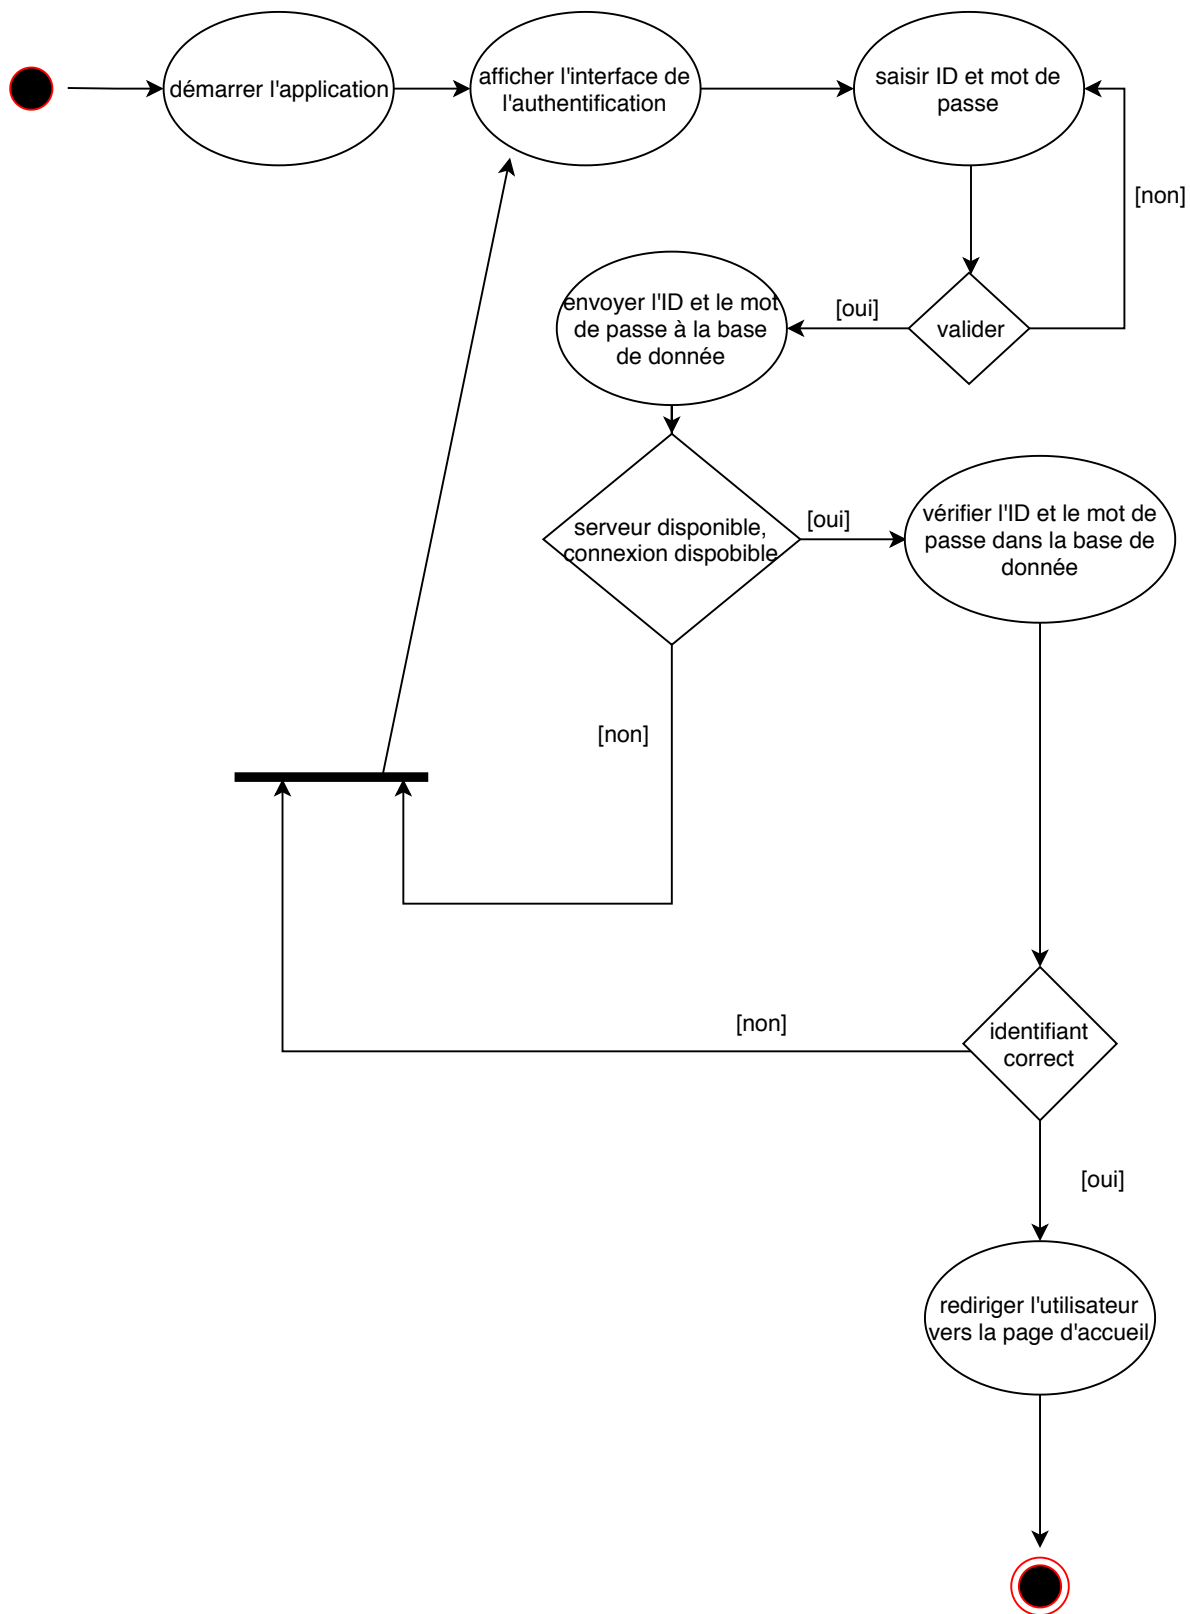 démarrer l'application
afficher l'interface de
l'authentification
saisir ID et mot de
passe
[non]
envoyer l'ID et le mot
de passe à la base
de donnée
[oui]
valider
serveur disponible,
connexion dispobible
[oui]
vérifier l'ID et le mot de
passe dans la base de
donnée
[non]
[non]
identifiant
correct
[oui]
rediriger l'utilisateur
vers la page d'accueil